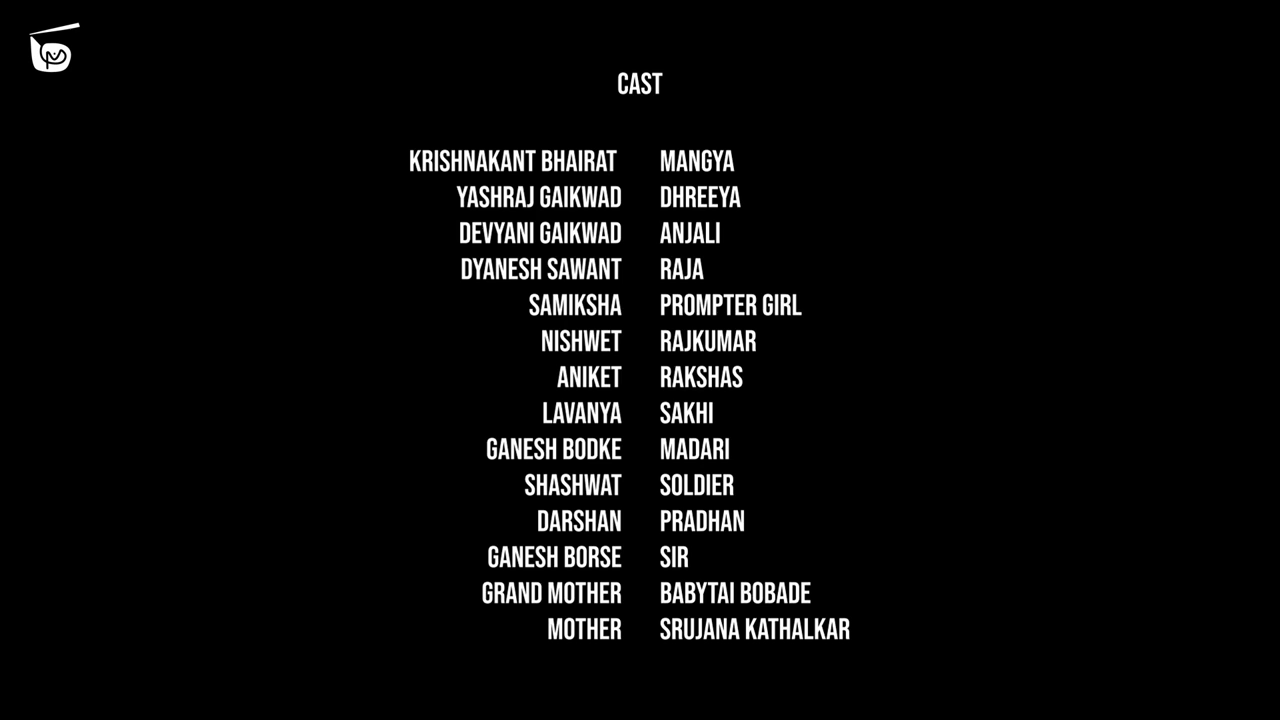 CAST
KRISHNAKANT BHAIRAT MANGYA
YASHRAJ GAIKWAD DHREEYA
DEVYANI GAIKWAD ANJALI
DYANESH SAWANT RAJA
SAMIKSHA PROMPTER GIRL
NISHWET RAJKUMAR
ANIKET RAKSHAS
LAVANYA SAKHI
GANESH BODKE MADARI
SHASHWAT SOLDIER
DARSHAN PRADHAN
GANESH BORSE SIR
GRAND MOTHER BABYTAI BOBADE
MOTHER SRUJANA KATHALKAR